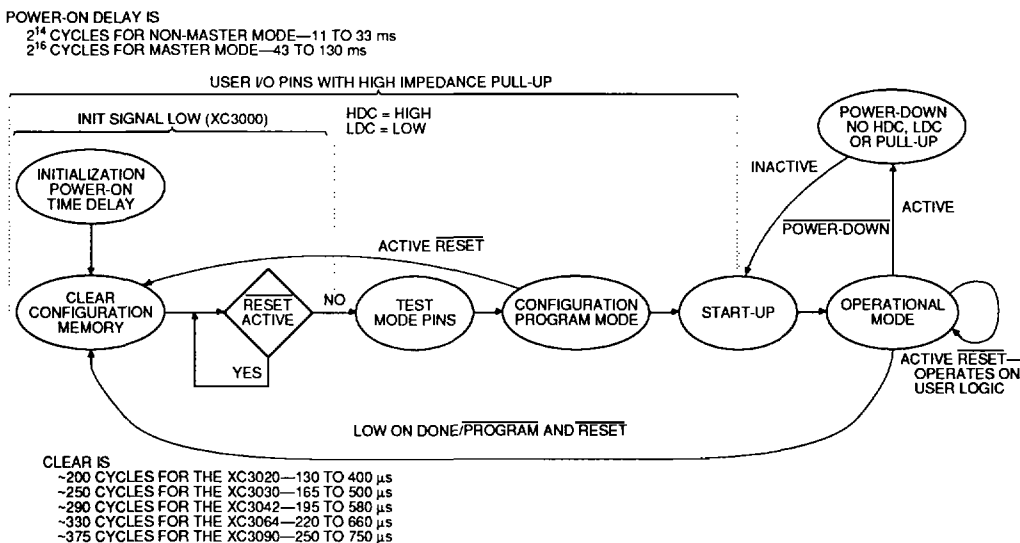 POWER-ON DELAY IS
2¹⁴ CYCLES FOR NON-MASTER MODE—11 TO 33 ms
2¹⁶ CYCLES FOR MASTER MODE—43 TO 130 ms
USER I/O PINS WITH HIGH IMPEDANCE PULL-UP
INIT SIGNAL LOW (XC3000)
HDC = HIGH
LDC = LOW
POWER-DOWN
NO HDC, LDC
OR PULL-UP
INITIALIZATION
POWER-ON
TIME DELAY
INACTIVE
ACTIVE
POWER-DOWN
ACTIVE RESET
CLEAR
CONFIGURATION
MEMORY
RESET
ACTIVE
NO
YES
TEST
MODE PINS
CONFIGURATION
PROGRAM MODE
START-UP
OPERATIONAL
MODE
ACTIVE RESET—
OPERATES ON
USER LOGIC
LOW ON DONE/PROGRAM AND RESET
CLEAR IS
~200 CYCLES FOR THE XC3020—130 TO 400 µs
~250 CYCLES FOR THE XC3030—165 TO 500 µs
~290 CYCLES FOR THE XC3042—195 TO 580 µs
~330 CYCLES FOR THE XC3064—220 TO 660 µs
~375 CYCLES FOR THE XC3090—250 TO 750 µs